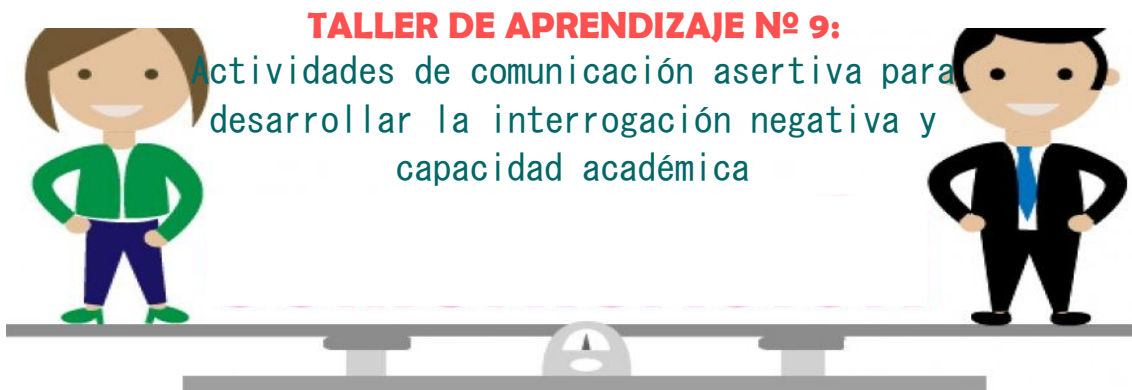 TALLER DE APRENDIZAJE Nº 9:
Actividades de comunicación asertiva para
desarrollar la interrogación negativa y
capacidad académica